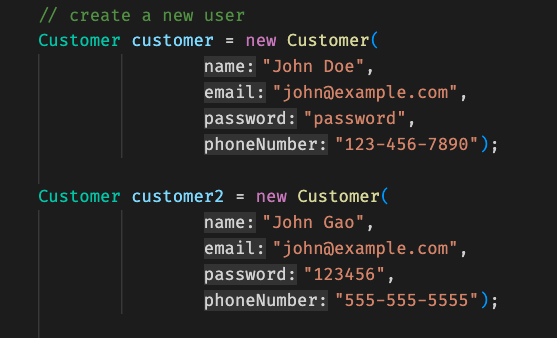 // create a new user
Customer customer = new Customer(
name: "John Doe",
email: "john@example.com",
password: "password",
phoneNumber: "123-456-7890");
Customer customer2 = new Customer(
name: "John Gao",
email: "john@example.com",
password: "123456",
phoneNumber: "555-555-5555");